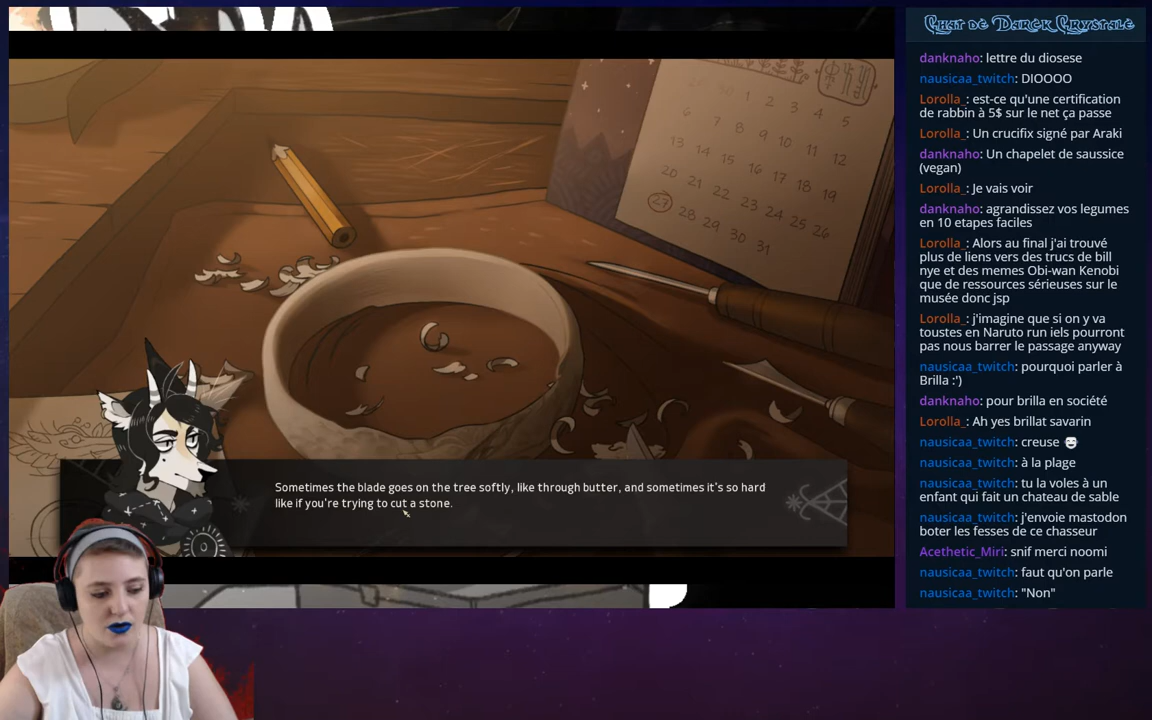 1 2 3 4 5
6 7 8 9 10 11 12
13 14 15 16 17 18 19
20 21 22 23 24 25 26
27 28 29 30 31
Sometimes the blade goes on the tree softly, like through butter, and sometimes it's so hard
like if you're trying to cut a stone.
Chat de Darck Crystale
danknaho: lettre du diosese
nausicaa_twitch: DIOOOO
Lorolla_: est-ce qu'une certification
de rabbin à 5$ sur le net ça passe
Lorolla_: Un crucifix signé par Araki
danknaho: Un chapelet de saussice
(vegan)
Lorolla_: Je vais voir
danknaho: agrandissez vos legumes
en 10 etapes faciles
Lorolla_: Alors au final j'ai trouvé
plus de liens vers des trucs de bill
nye et des memes Obi-wan Kenobi
que de ressources sérieuses sur le
musée donc jsp
Lorolla_: j'imagine que si on y va
toustes en Naruto run iels pourront
pas nous barrer le passage anyway
nausicaa_twitch: pourquoi parler à
Brilla :')
danknaho: pour brilla en société
Lorolla_: Ah yes brillat savarin
nausicaa_twitch: creuse
nausicaa_twitch: à la plage
nausicaa_twitch: tu la voles à un
enfant qui fait un chateau de sable
nausicaa_twitch: j'envoie mastodon
boter les fesses de ce chasseur
Acethetic_Miri: snif merci noomi
nausicaa_twitch: faut qu'on parle
nausicaa_twitch: "Non"